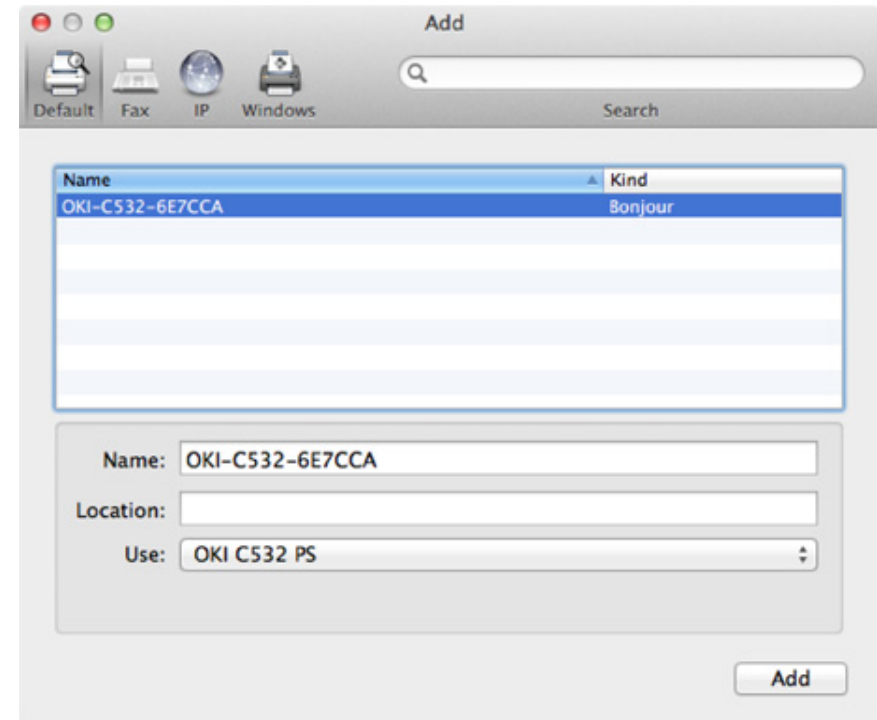 Add
Default Fax IP Windows Search
Name Kind
OKI-C532-6E7CCA Bonjour
Name: OKI-C532-6E7CCA
Location:
Use: OKI C532 PS
Add